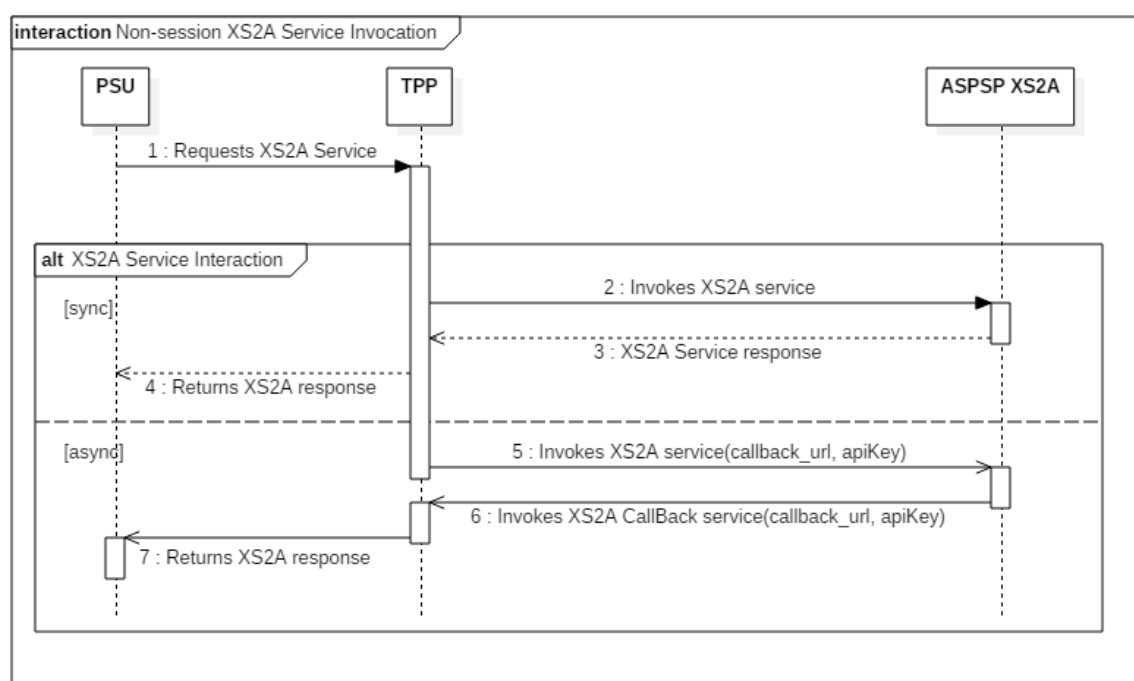 interaction Non-session XS2A Service Invocation
PSU
TPP
ASPSP XS2A
1 : Requests XS2A Service
alt XS2A Service Interaction
[sync]
2 : Invokes XS2A service
3 : XS2A Service response
4 : Returns XS2A response
[async]
5 : Invokes XS2A service(callback_url, apiKey)
6 : Invokes XS2A CallBack service(callback_url, apiKey)
7 : Returns XS2A response